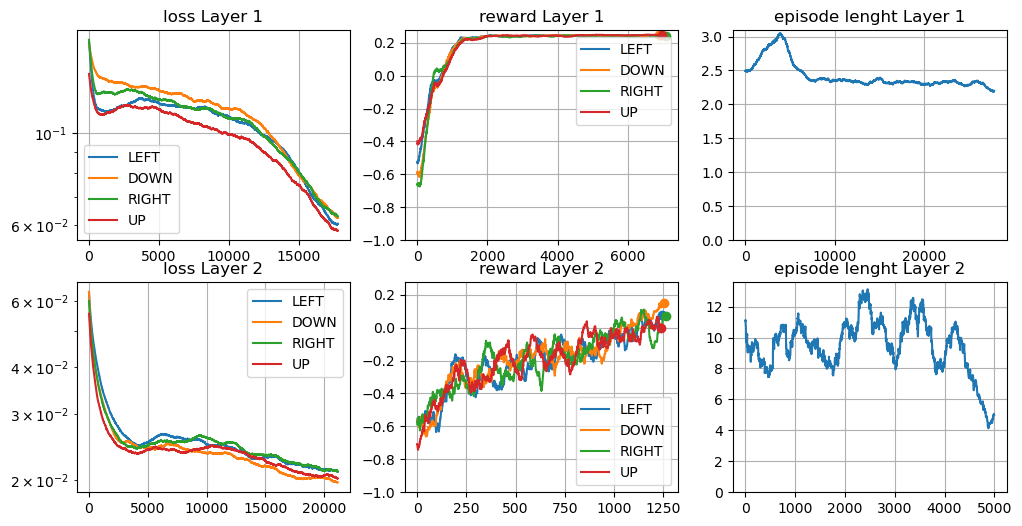 loss Layer 1
10⁻¹
6 × 10⁻²
LEFT
DOWN
RIGHT
UP
0 5000 10000 15000
reward Layer 1
0.2
0.0
−0.2
−0.4
−0.6
−0.8
−1.0
LEFT
DOWN
RIGHT
UP
0 2000 4000 6000
episode lenght Layer 1
3.0
2.5
2.0
1.5
1.0
0.5
0.0
0 10000 20000
loss Layer 2
6 × 10⁻²
4 × 10⁻²
3 × 10⁻²
2 × 10⁻²
LEFT
DOWN
RIGHT
UP
0 5000 10000 15000 20000
reward Layer 2
0.2
0.0
−0.2
−0.4
−0.6
−0.8
−1.0
LEFT
DOWN
RIGHT
UP
0 250 500 750 1000 1250
episode lenght Layer 2
12
10
8
6
4
2
0
0 1000 2000 3000 4000 5000